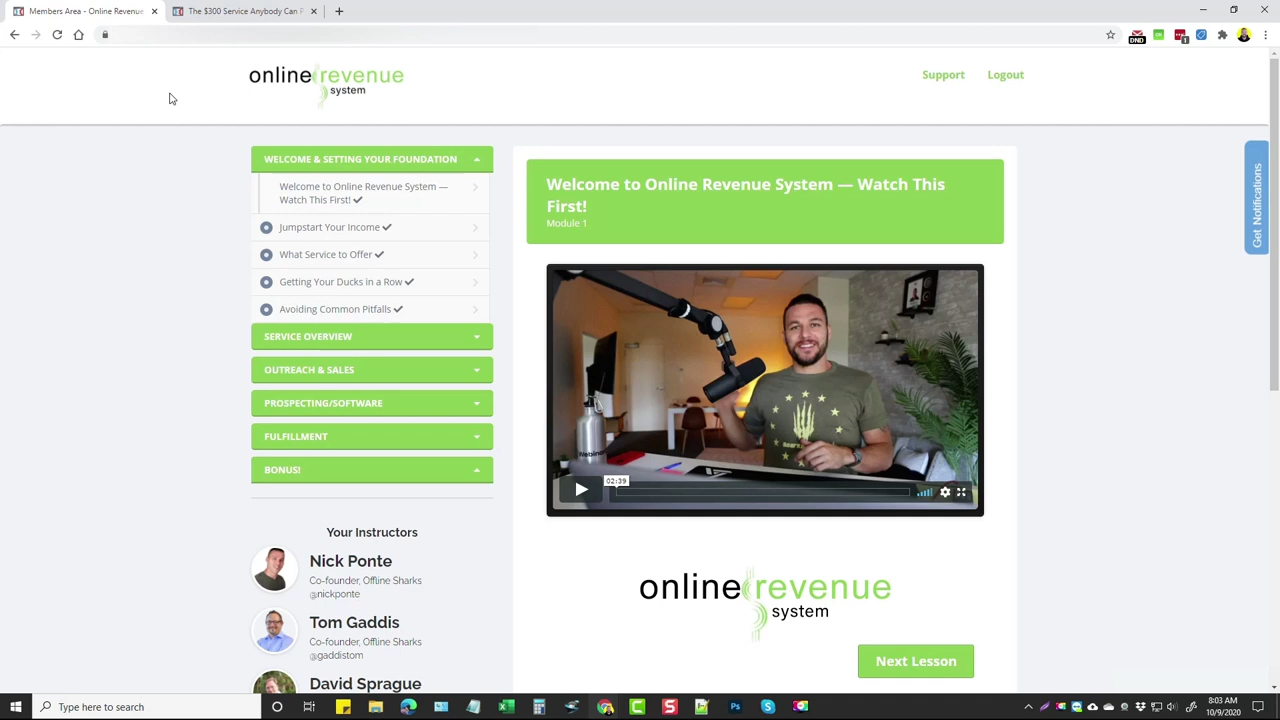 Members Area - Online Revenue
The $300 Service Anybody Can P
DND
1
online revenue
system
Support
Logout
WELCOME & SETTING YOUR FOUNDATION
Welcome to Online Revenue System —
Watch This First!
Jumpstart Your Income
What Service to Offer
Getting Your Ducks in a Row
Avoiding Common Pitfalls
SERVICE OVERVIEW
OUTREACH & SALES
PROSPECTING/SOFTWARE
FULFILLMENT
BONUS!
Your Instructors
Nick Ponte
Co-founder, Offline Sharks
@nickponte
Tom Gaddis
Co-founder, Offline Sharks
@gaddistom
David Sprague
Welcome to Online Revenue System — Watch This
First!
Module 1
02:39
online revenue
system
Next Lesson
Get Notifications
Type here to search
8:03 AM
10/9/2020